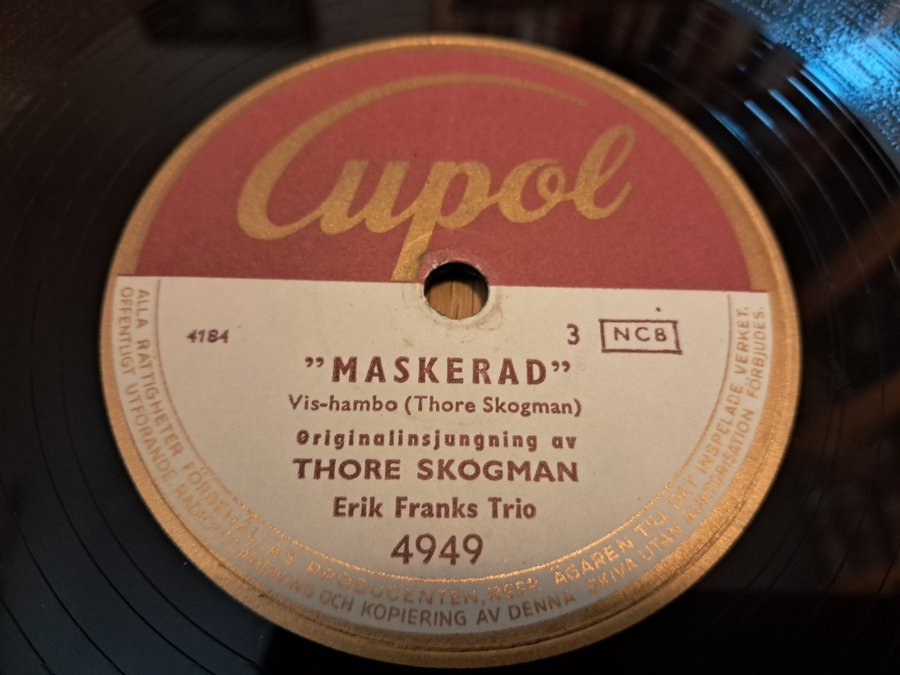 Cupol
4184
3 NCB
"MASKERAD"
Vis-hambo (Thore Skogman)
Originalinsjungning av
THORE SKOGMAN
Erik Franks Trio
4949
ALLA RÄTTIGHETER FÖRBEHÅLLAS PRODUCENTEN, RESP. ÄGAREN TILL DET INSPELADE VERKET.
OFFENTLIGT UTFÖRANDE, RADIOUTSÄNDNING OCH KOPIERING AV DENNA SKIVA UTAN AUKTORISATION FÖRBJUDES.